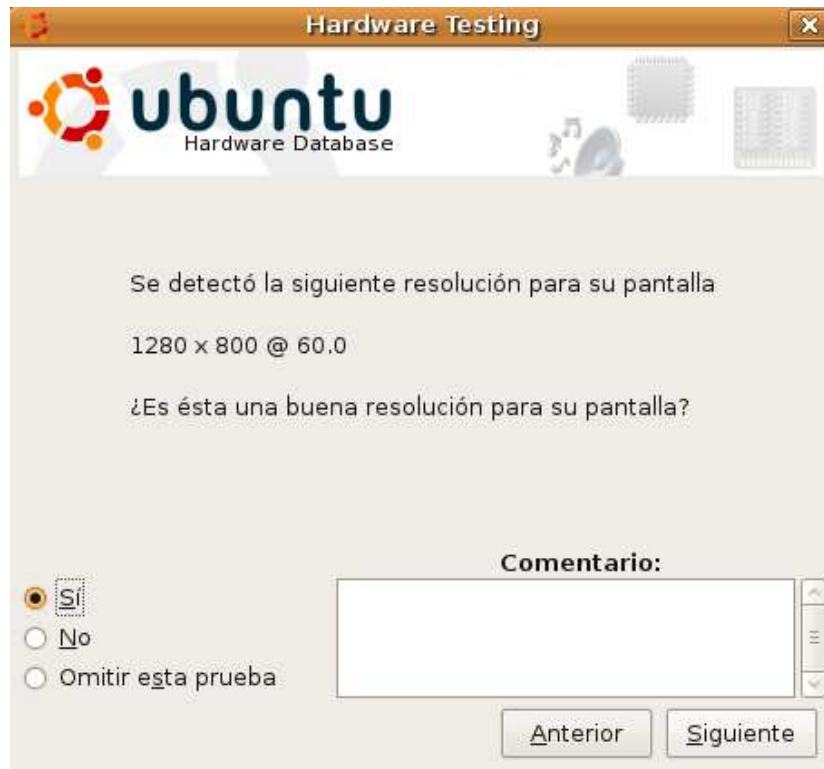 Hardware Testing
ubuntu
Hardware Database
Se detectó la siguiente resolución para su pantalla
1280 x 800 @ 60.0
¿Es ésta una buena resolución para su pantalla?
Comentario:
Sí
No
Omitir esta prueba
Anterior
Siguiente